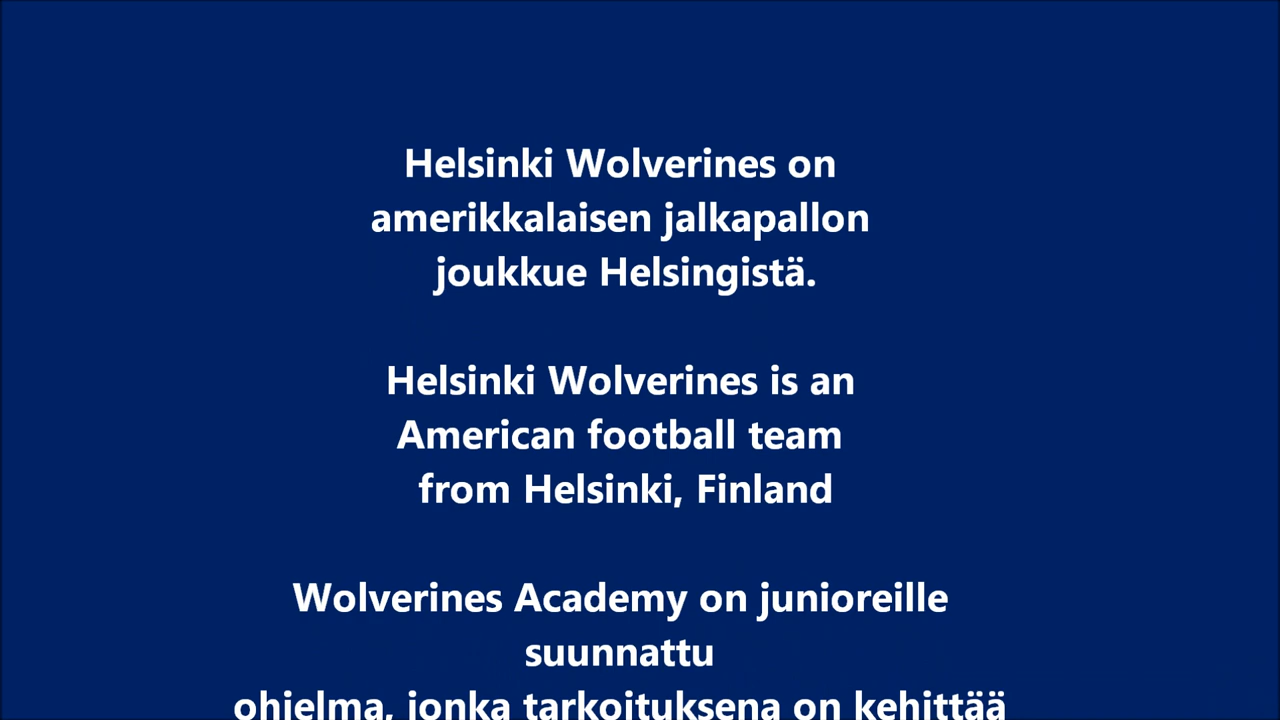 Helsinki Wolverines on
amerikkalaisen jalkapallon
joukkue Helsingistä.
Helsinki Wolverines is an
American football team
from Helsinki, Finland
Wolverines Academy on junioreille
suunnattu
ohjelma, jonka tarkoituksena on kehittää